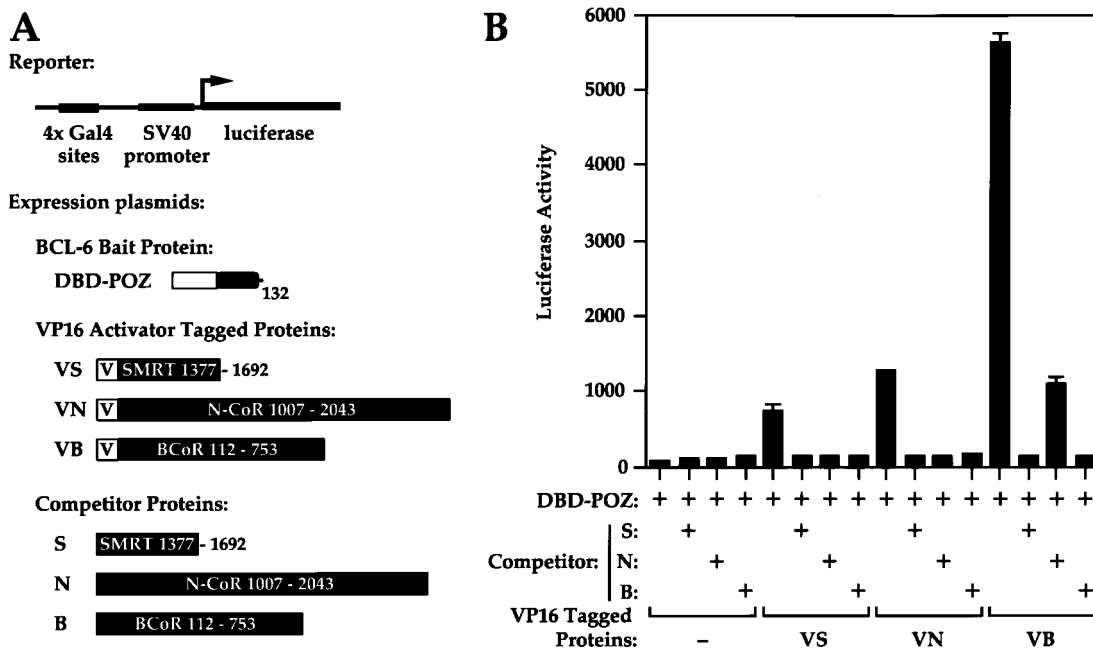 A
Reporter:
4x Gal4 sites
SV40 promoter
luciferase
Expression plasmids:
BCL-6 Bait Protein:
DBD-POZ
132
VP16 Activator Tagged Proteins:
VS V SMRT 1377 - 1692
VN V N-CoR 1007 - 2043
VB V BCoR 112 - 753
Competitor Proteins:
S SMRT 1377 - 1692
N N-CoR 1007 - 2043
B BCoR 112 - 753
B
Luciferase Activity
6000
5000
4000
3000
2000
1000
0
DBD-POZ: + + + + + + + + + + + + + + + +
Competitor:
S: + + + +
N: + + + +
B: + + + +
VP16 Tagged Proteins: – VS VN VB